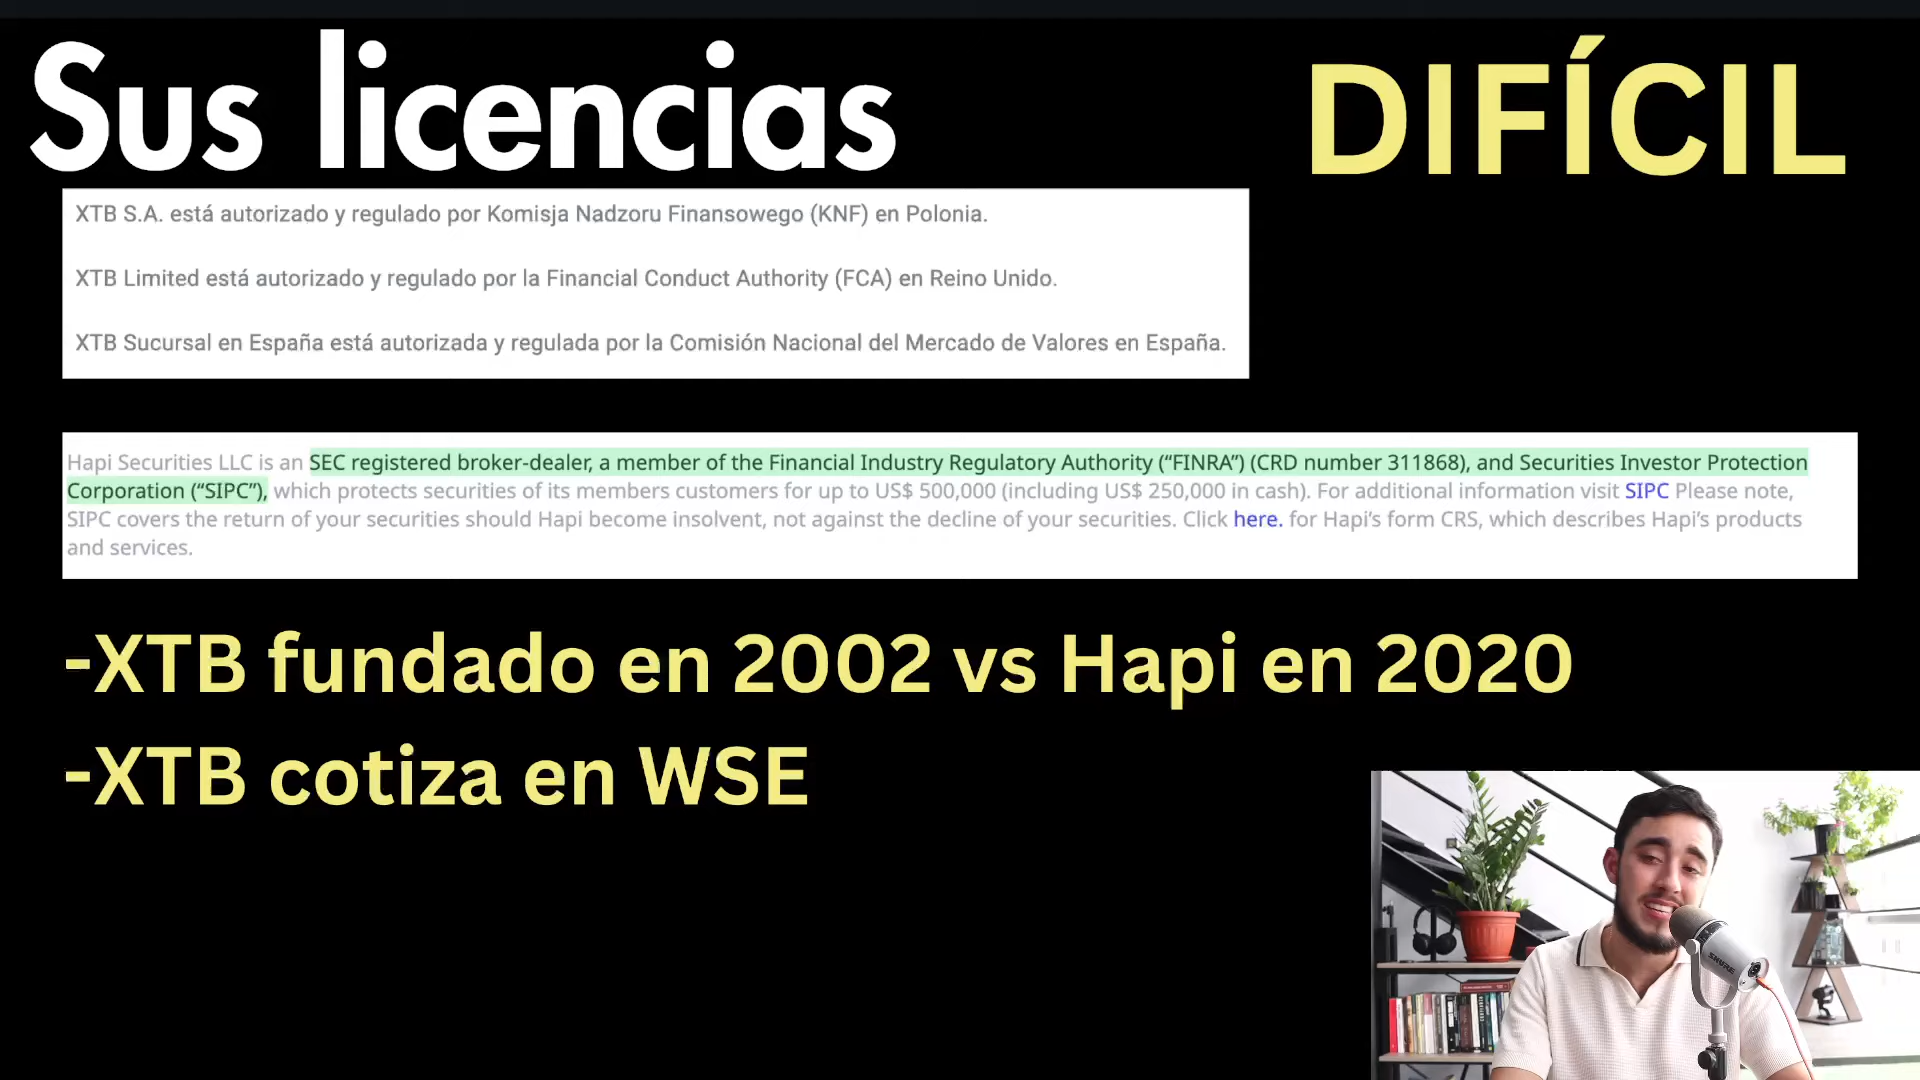 Sus licencias
DIFÍCIL
XTB S.A. está autorizado y regulado por Komisja Nadzoru Finansowego (KNF) en Polonia.
XTB Limited está autorizado y regulado por la Financial Conduct Authority (FCA) en Reino Unido.
XTB Sucursal en España está autorizada y regulada por la Comisión Nacional del Mercado de Valores en España.
Hapi Securities LLC is an SEC registered broker-dealer, a member of the Financial Industry Regulatory Authority (“FINRA”) (CRD number 311868), and Securities Investor Protection
Corporation (“SIPC”), which protects securities of its members customers for up to US$ 500,000 (including US$ 250,000 in cash). For additional information visit SIPC Please note,
SIPC covers the return of your securities should Hapi become insolvent, not against the decline of your securities. Click here. for Hapi’s form CRS, which describes Hapi’s products
and services.
-XTB fundado en 2002 vs Hapi en 2020
-XTB cotiza en WSE
SHURE